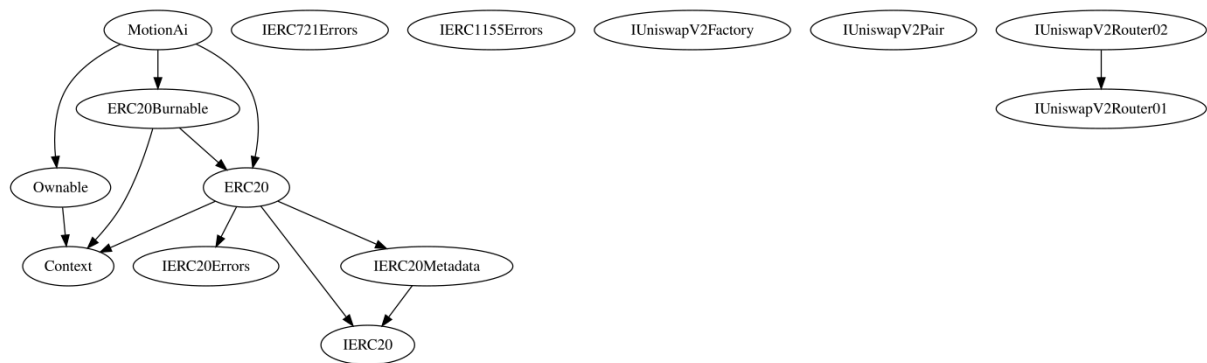 MotionAi
IERC721Errors
IERC1155Errors
IUniswapV2Factory
IUniswapV2Pair
IUniswapV2Router02
ERC20Burnable
IUniswapV2Router01
Ownable
ERC20
Context
IERC20Errors
IERC20Metadata
IERC20